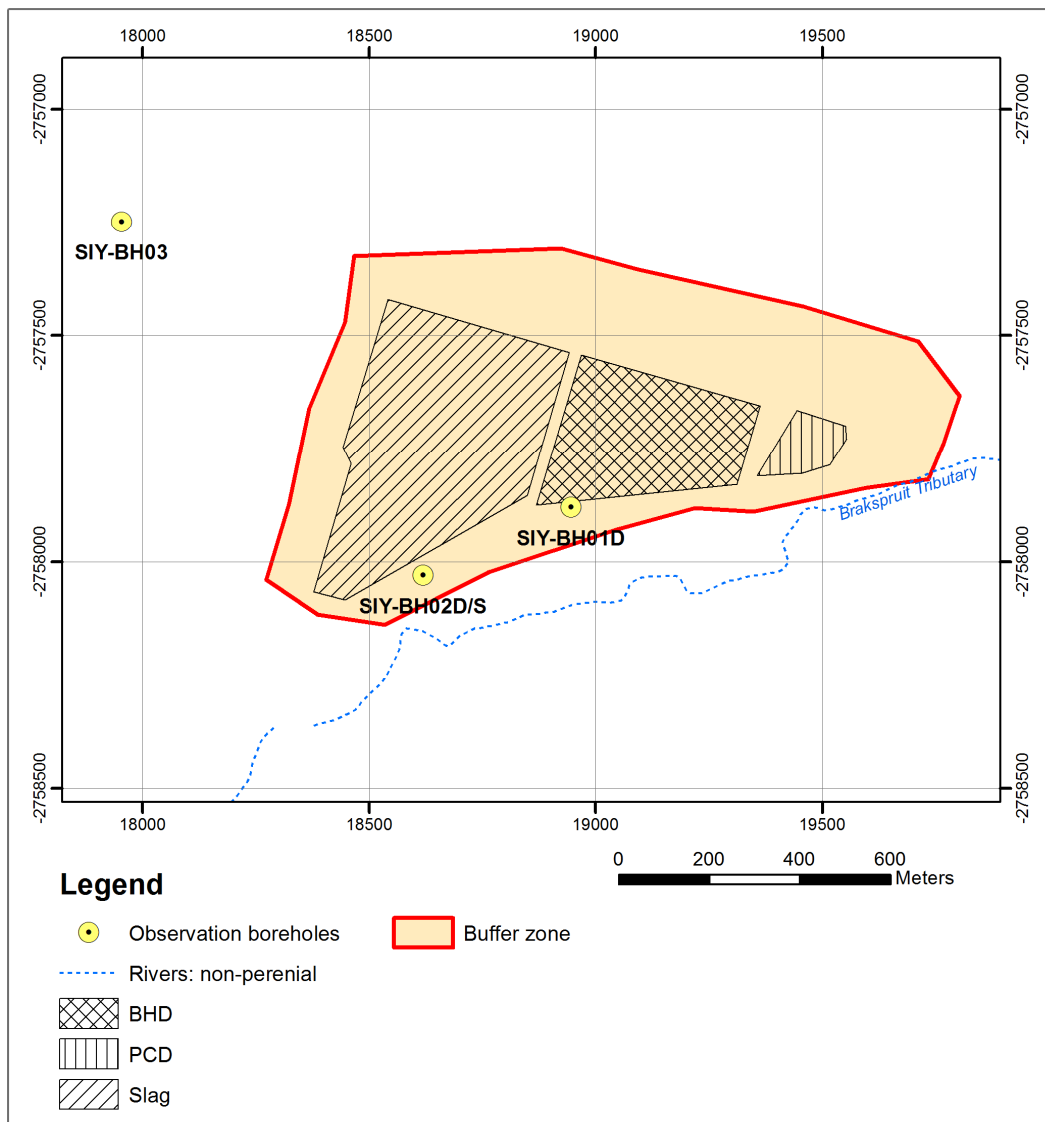 18000 18500 19000 19500
-2757000 -2757000
SIY-BH03
-2757500 -2757500
Brakspruit Tributary
SIY-BH01D
-2758000 -2758000
SIY-BH02D/S
-2758500 -2758500
18000 18500 19000 19500
0 200 400 600
Meters
Legend
Observation boreholes
Buffer zone
Rivers: non-perenial
BHD
PCD
Slag